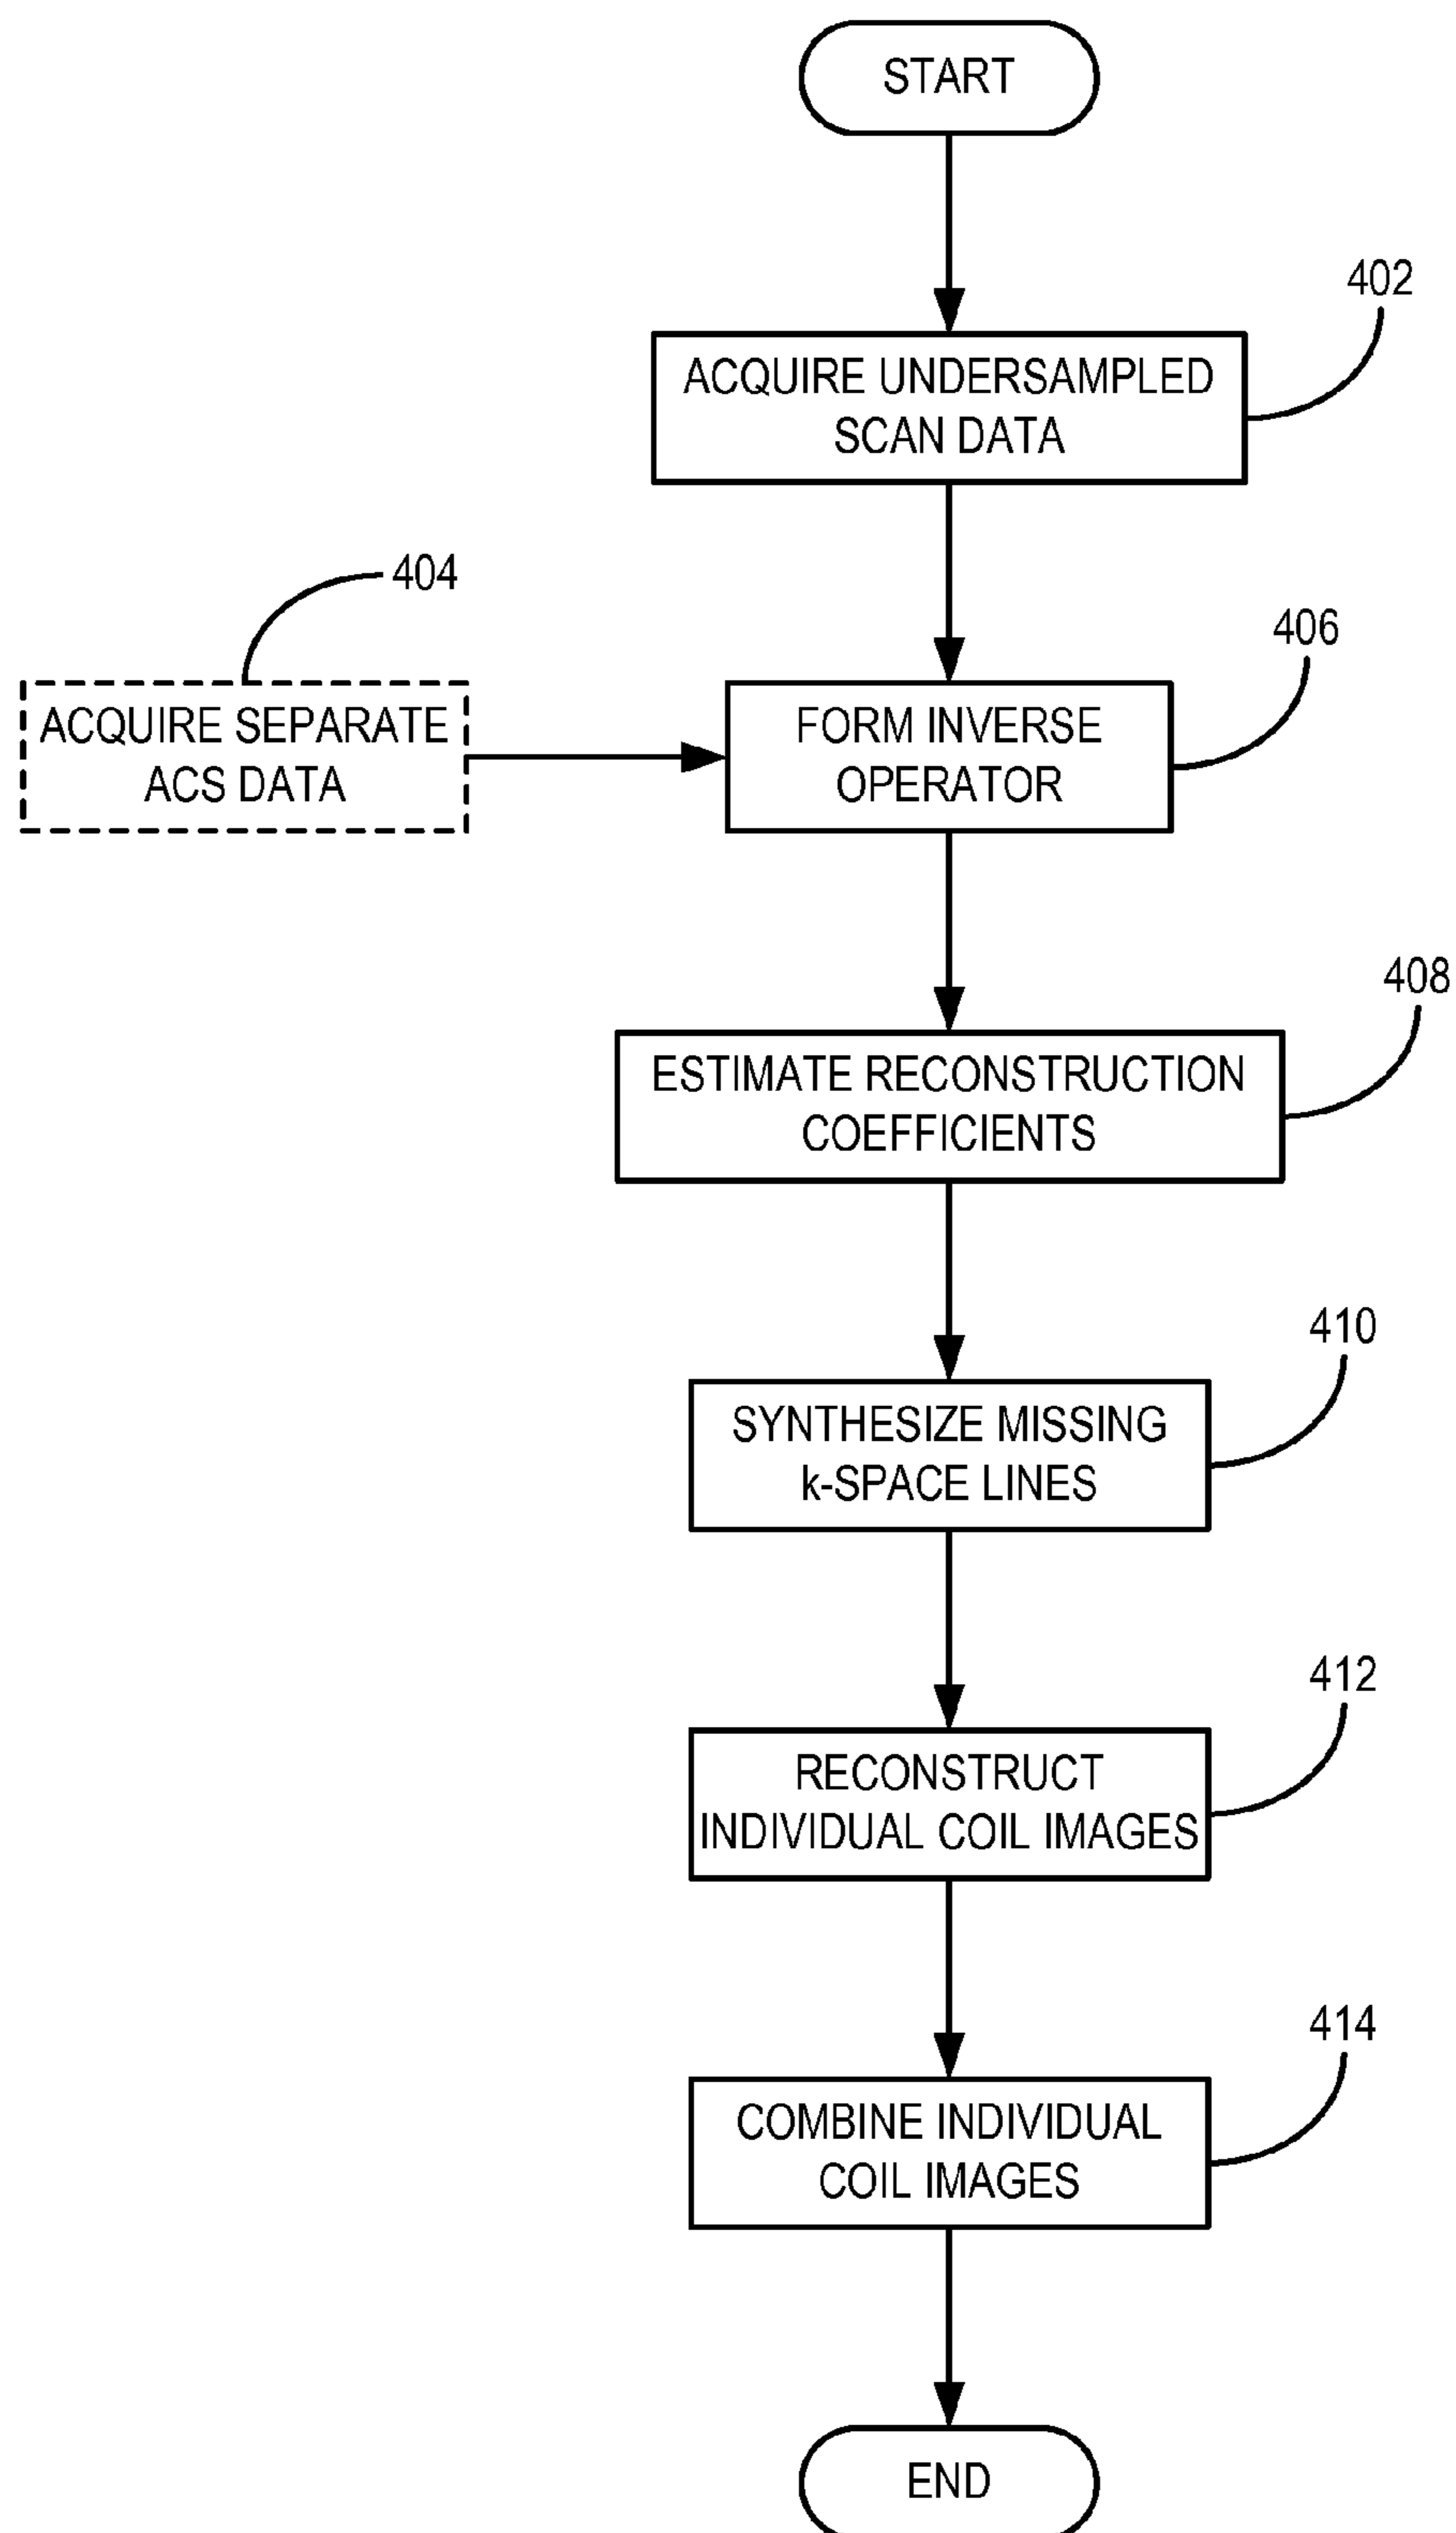 START
402
ACQUIRE UNDERSAMPLED
SCAN DATA
404
ACQUIRE SEPARATE
ACS DATA
406
FORM INVERSE
OPERATOR
408
ESTIMATE RECONSTRUCTION
COEFFICIENTS
410
SYNTHESIZE MISSING
k-SPACE LINES
412
RECONSTRUCT
INDIVIDUAL COIL IMAGES
414
COMBINE INDIVIDUAL
COIL IMAGES
END